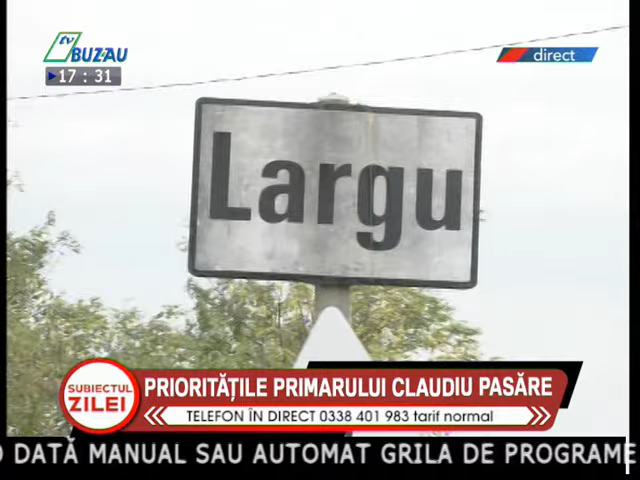 tv
BUZAU
17 : 31
direct
Largu
SUBIECTUL
ZILEI
PRIORITĂȚILE PRIMARULUI CLAUDIU PASĂRE
TELEFON ÎN DIRECT 0338 401 983 tarif normal
DATĂ MANUAL SAU AUTOMAT GRILA DE PROGRAME